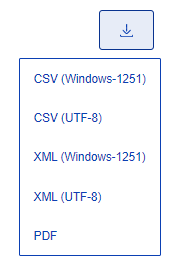 CSV (Windows-1251)
CSV (UTF-8)
XML (Windows-1251)
XML (UTF-8)
PDF